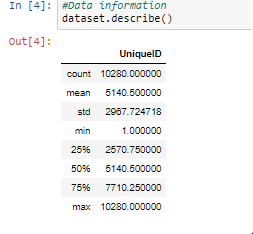 In [4]: #Data information
dataset.describe()
Out[4]:
UniqueID
count 10280.000000
mean 5140.500000
std 2967.724718
min 1.000000
25% 2570.750000
50% 5140.500000
75% 7710.250000
max 10280.000000